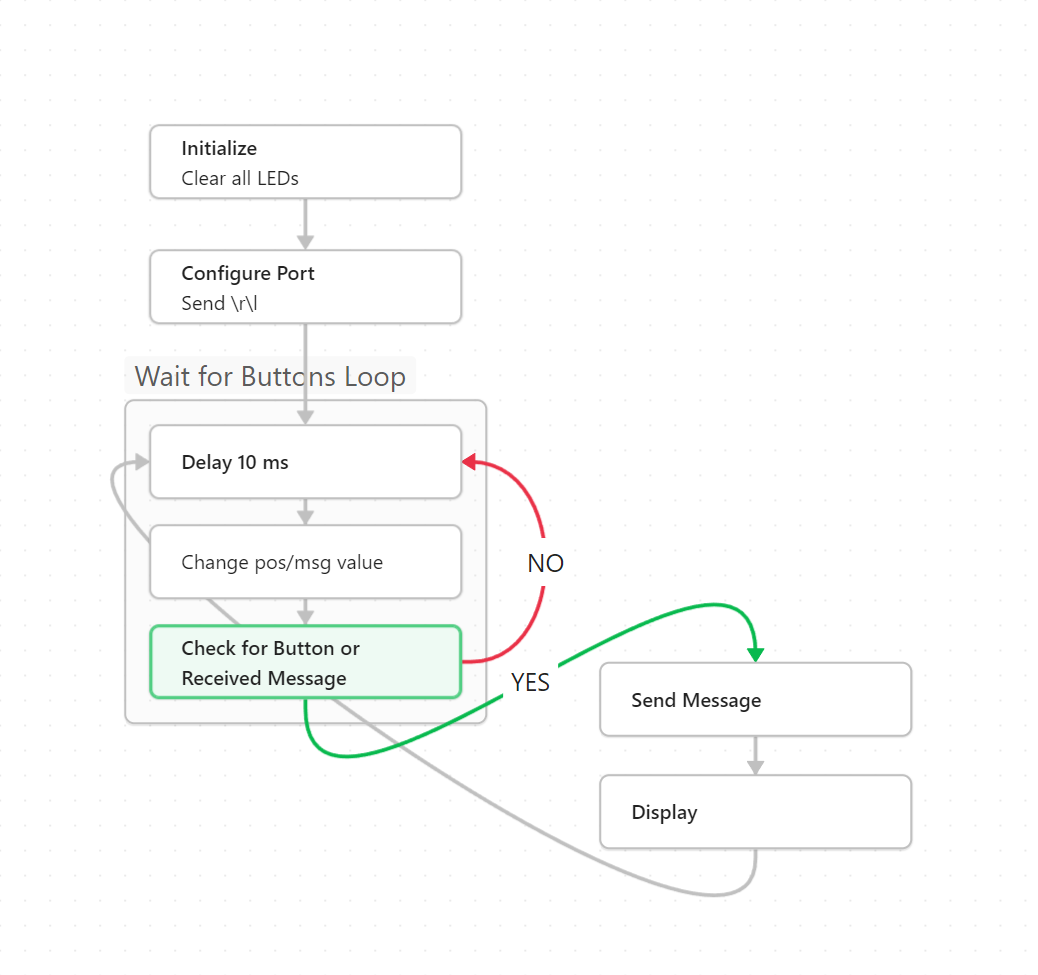 Initialize
Clear all LEDs
Configure Port
Send \r\l
Wait for Buttons Loop
Delay 10 ms
Change pos/msg value
NO
Check for Button or
Received Message
YES
Send Message
Display